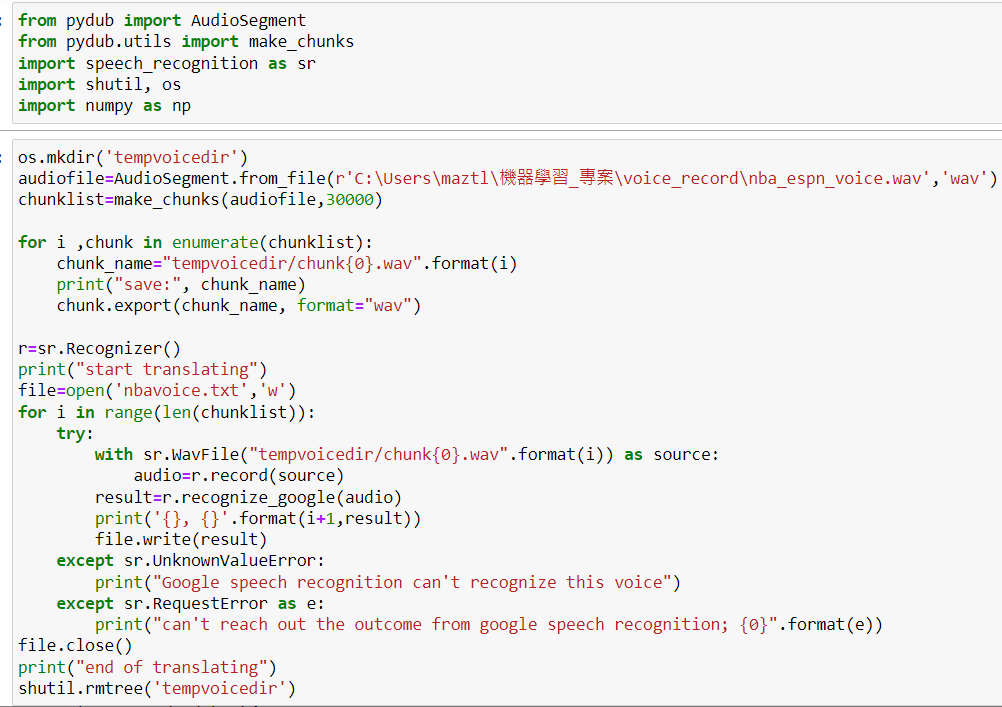 from pydub import AudioSegment
from pydub.utils import make_chunks
import speech_recognition as sr
import shutil, os
import numpy as np
os.mkdir('tempvoicedir')
audiofile=AudioSegment.from_file(r'C:\Users\maztl\機器學習_專案\voice_record\nba_espn_voice.wav','wav')
chunklist=make_chunks(audiofile,30000)
for i ,chunk in enumerate(chunklist):
    chunk_name="tempvoicedir/chunk{0}.wav".format(i)
    print("save:", chunk_name)
    chunk.export(chunk_name, format="wav")
r=sr.Recognizer()
print("start translating")
file=open('nbavoice.txt','w')
for i in range(len(chunklist)):
    try:
        with sr.WavFile("tempvoicedir/chunk{0}.wav".format(i)) as source:
            audio=r.record(source)
        result=r.recognize_google(audio)
        print('{}, {}'.format(i+1,result))
        file.write(result)
    except sr.UnknownValueError:
        print("Google speech recognition can't recognize this voice")
    except sr.RequestError as e:
        print("can't reach out the outcome from google speech recognition; {0}".format(e))
file.close()
print("end of translating")
shutil.rmtree('tempvoicedir')